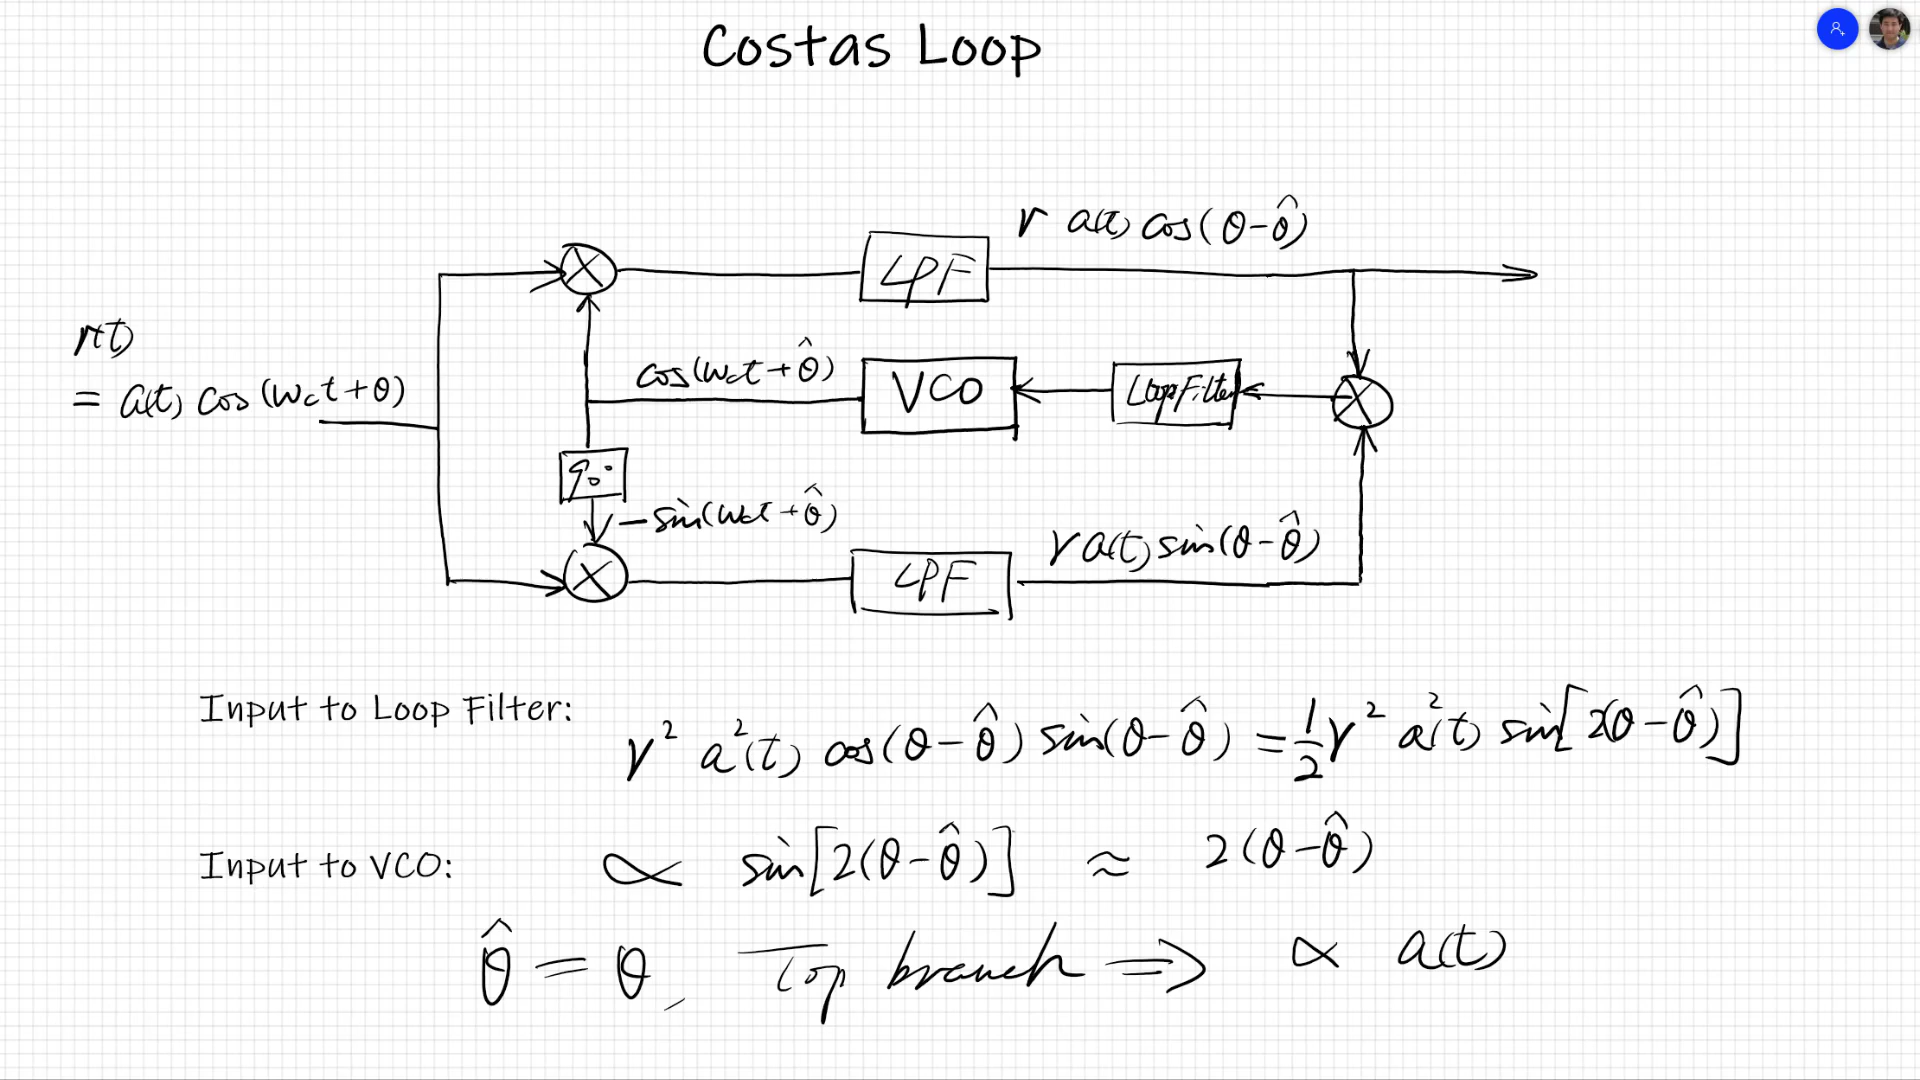 Costas Loop
r a(t) cos(θ-θ̂)
LPF
r(t)
= a(t) cos(ωct+θ)
cos(ωct+θ̂)
VCO
Loop Filter
90°
-sin(ωct+θ̂)
r a(t) sin(θ-θ̂)
LPF
Input to Loop Filter: r² a²(t) cos(θ-θ̂) sin(θ-θ̂) = 1/2 r² a²(t) sin[2(θ-θ̂)]
Input to VCO: ∝ sin[2(θ-θ̂)] ≈ 2(θ-θ̂)
θ̂ = θ, Top branch ⇒ ∝ a(t)